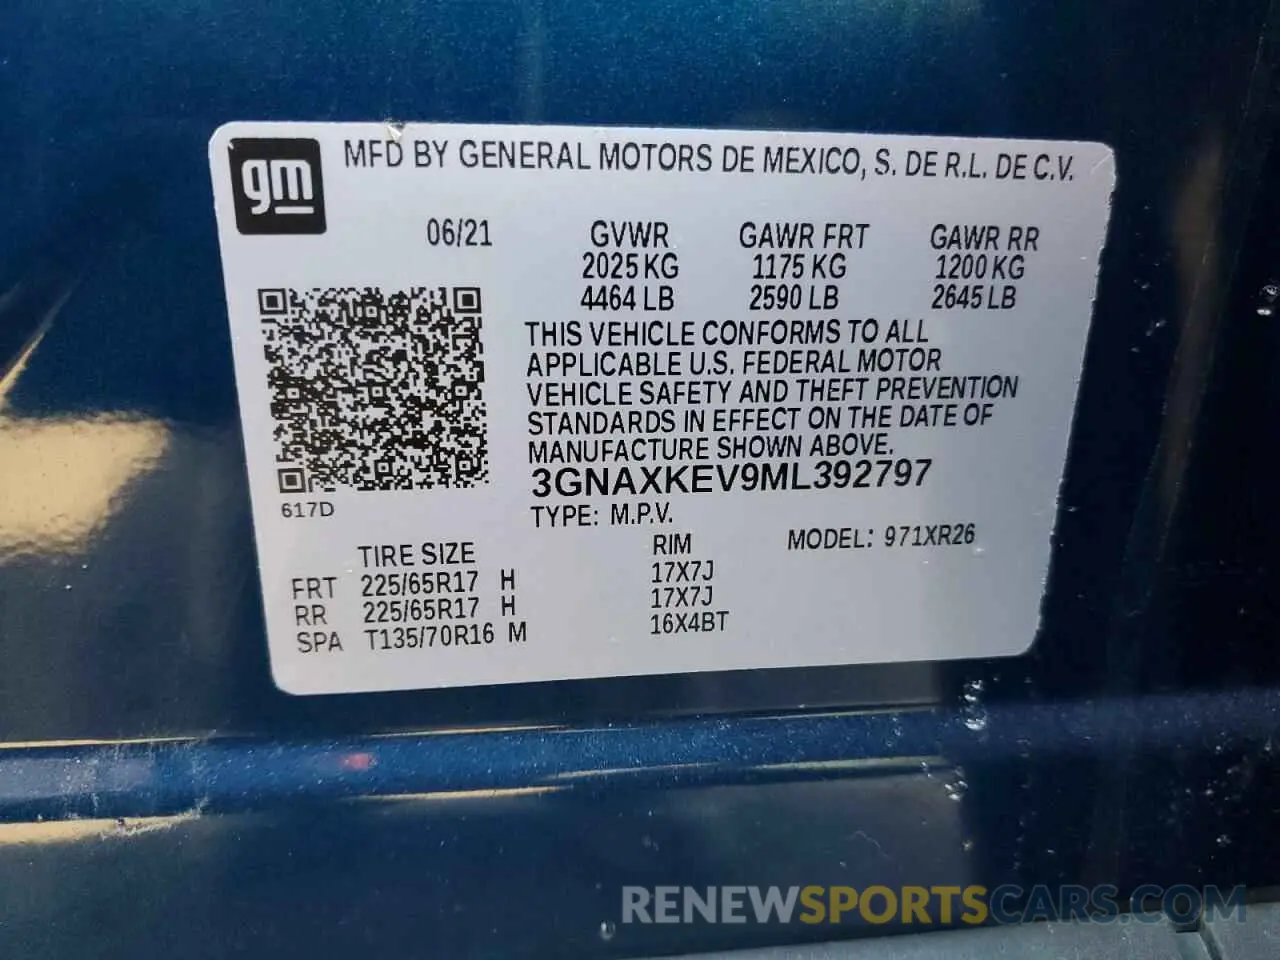 gm
MFD BY GENERAL MOTORS DE MEXICO, S. DE R.L. DE C.V.
06/21 GVWR GAWR FRT GAWR RR
2025 KG 1175 KG 1200 KG
4464 LB 2590 LB 2645 LB
THIS VEHICLE CONFORMS TO ALL
APPLICABLE U.S. FEDERAL MOTOR
VEHICLE SAFETY AND THEFT PREVENTION
STANDARDS IN EFFECT ON THE DATE OF
MANUFACTURE SHOWN ABOVE.
3GNAXKEV9ML392797
617D
TYPE: M.P.V.
MODEL: 971XR26
TIRE SIZE RIM
FRT 225/65R17 H 17X7J
RR 225/65R17 H 17X7J
SPA T135/70R16 M 16X4BT
RENEWSPORTSCARS.COM